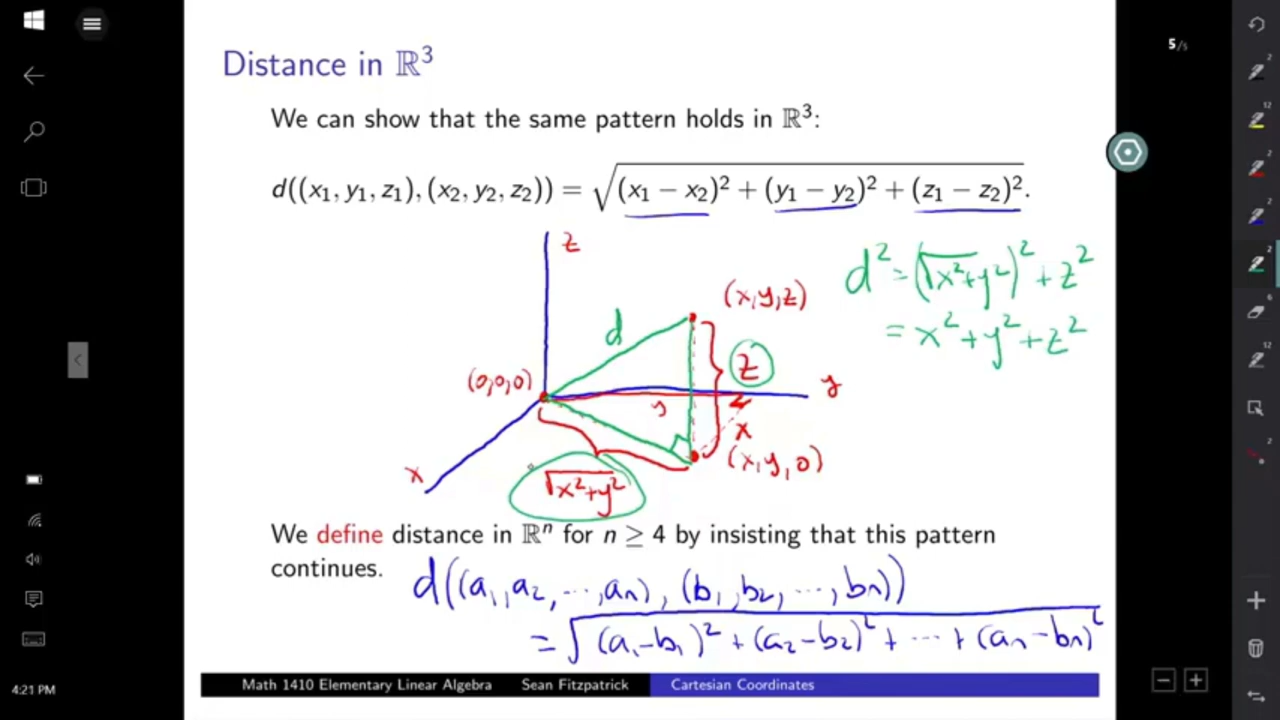 5/5
Distance in ℝ³
We can show that the same pattern holds in ℝ³:
d((x₁, y₁, z₁), (x₂, y₂, z₂)) = √((x₁ − x₂)² + (y₁ − y₂)² + (z₁ − z₂)²).
z
d² = (√(x²+y²))² + z²
= x² + y² + z²
(x,y,z)
d
z
(0,0,0)
y
y
x
(x,y,0)
x
√(x²+y²)
We define distance in ℝⁿ for n ≥ 4 by insisting that this pattern
continues.
d((a₁,a₂,…,aₙ), (b₁,b₂,…,bₙ))
= √((a₁−b₁)² + (a₂−b₂)² + ⋯ + (aₙ−bₙ)²
Math 1410 Elementary Linear Algebra Sean Fitzpatrick Cartesian Coordinates
4:21 PM